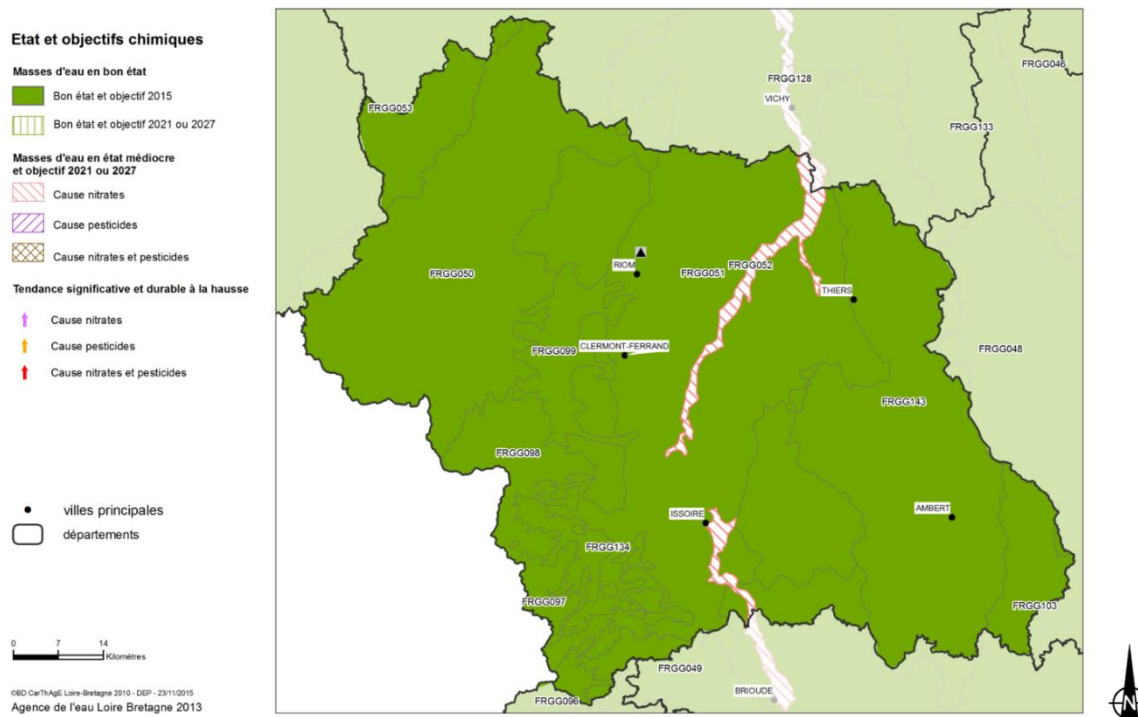 Etat et objectifs chimiques
Masses d'eau en bon état
Bon état et objectif 2015
Bon état et objectif 2021 ou 2027
Masses d'eau en état médiocre
et objectif 2021 ou 2027
Cause nitrates
Cause pesticides
Cause nitrates et pesticides
Tendance significative et durable à la hausse
Cause nitrates
Cause pesticides
Cause nitrates et pesticides
villes principales
départements
0 7 14
Kilomètres
©BD CarThAgE Loire-Bretagne 2010 - DEP - 23/11/2015
Agence de l'eau Loire Bretagne 2013
FRGG046
FRGG128
VICHY
FRGG053
FRGG133
FRGG050
RIOM
FRGG051
FRGG052
THIERS
CLERMONT-FERRAND
FRGG099
FRGG048
FRGG143
FRGG098
ISSOIRE
AMBERT
FRGG134
FRGG097
FRGG103
FRGG049
BRIOUDE
FRGG096
N